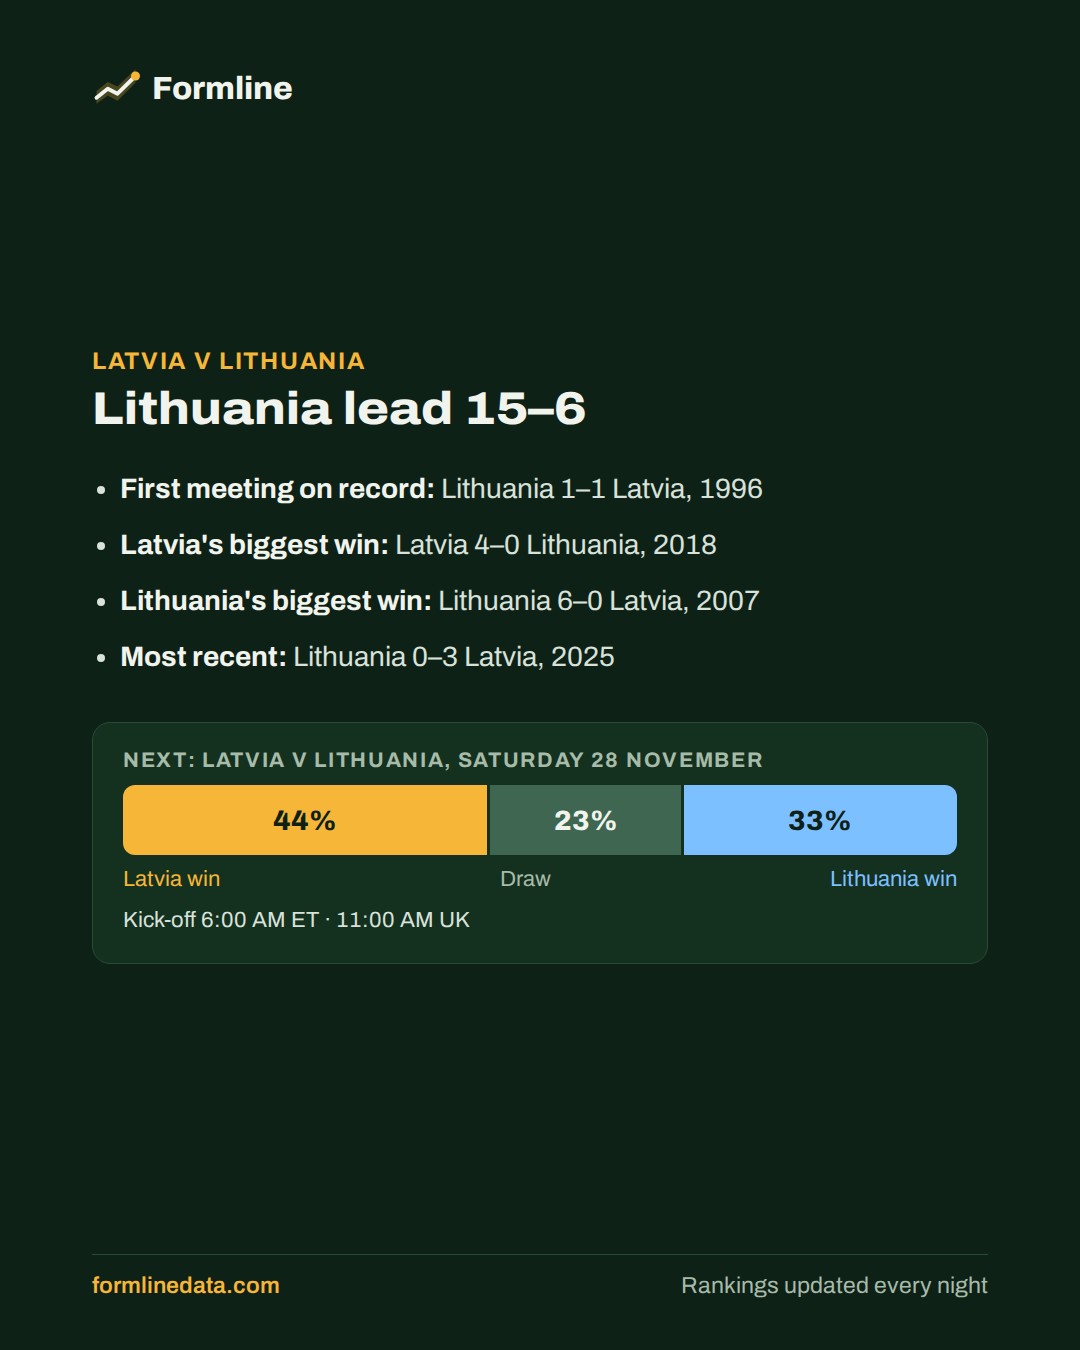 Formline
LATVIA V LITHUANIA
Lithuania lead 15–6
• First meeting on record: Lithuania 1–1 Latvia, 1996
• Latvia's biggest win: Latvia 4–0 Lithuania, 2018
• Lithuania's biggest win: Lithuania 6–0 Latvia, 2007
• Most recent: Lithuania 0–3 Latvia, 2025
NEXT: LATVIA V LITHUANIA, SATURDAY 28 NOVEMBER
44% 23% 33%
Latvia win Draw Lithuania win
Kick-off 6:00 AM ET · 11:00 AM UK
formlinedata.com Rankings updated every night